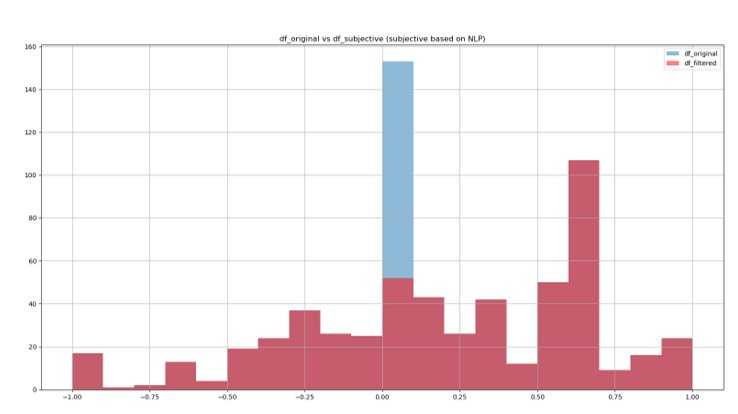 df_original vs df_subjective (subjective based on NLP)
df_original
df_filtered
160
140
120
100
80
60
40
20
0
−1.00 −0.75 −0.50 −0.25 0.00 0.25 0.50 0.75 1.00